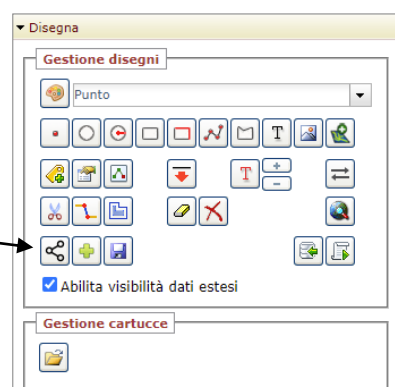 Disegna
Gestione disegni
Punto
T
T + -
Abilita visibilità dati estesi
Gestione cartucce